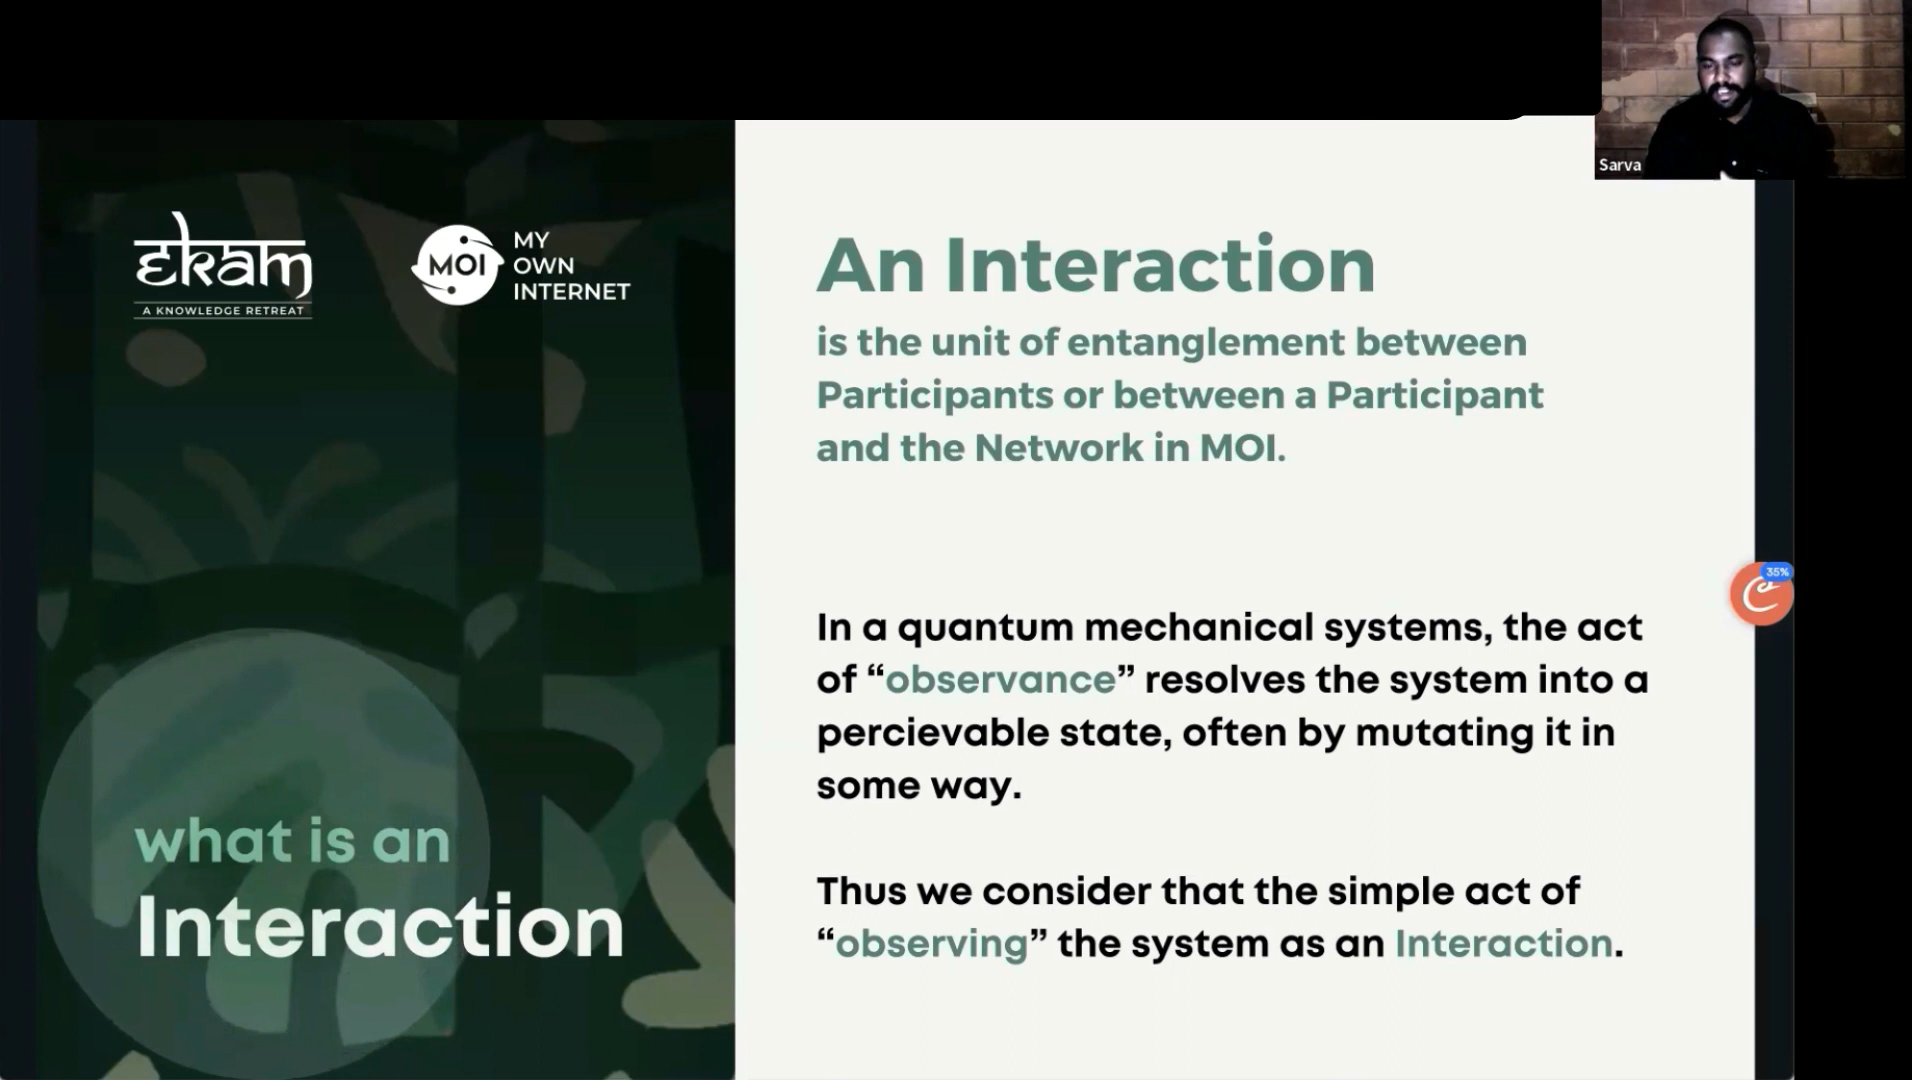 Sarva
ekam
A KNOWLEDGE RETREAT
MOI
MY
OWN
INTERNET
what is an
Interaction
An Interaction
is the unit of entanglement between
Participants or between a Participant
and the Network in MOI.
In a quantum mechanical systems, the act
of “observance” resolves the system into a
percievable state, often by mutating it in
some way.
Thus we consider that the simple act of
“observing” the system as an Interaction.
35%